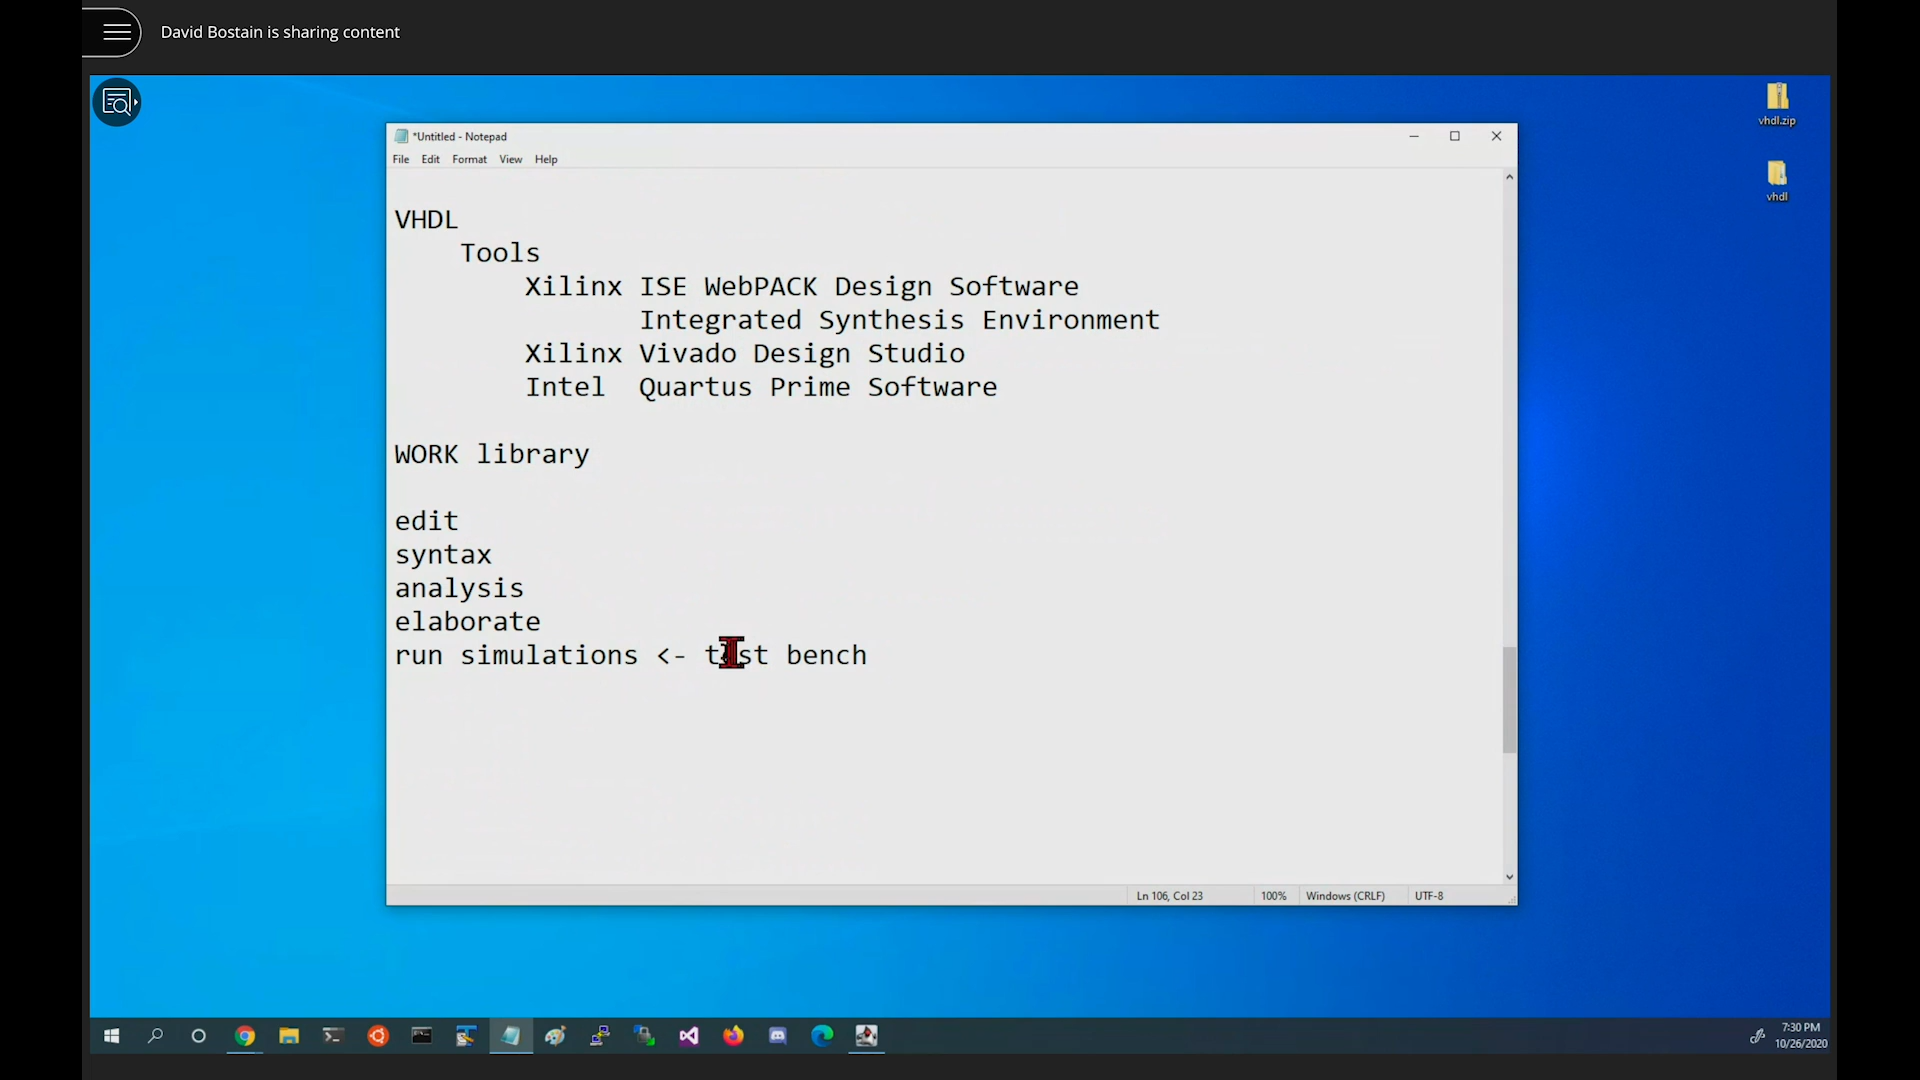 David Bostain is sharing content
vhdl.zip
vhdl
*Untitled - Notepad
File Edit Format View Help
VHDL
Tools
Xilinx ISE WebPACK Design Software
Integrated Synthesis Environment
Xilinx Vivado Design Studio
Intel Quartus Prime Software
WORK library
edit
syntax
analysis
elaborate
run simulations <- test bench
Ln 106, Col 23 100% Windows (CRLF) UTF-8
7:30 PM
10/26/2020